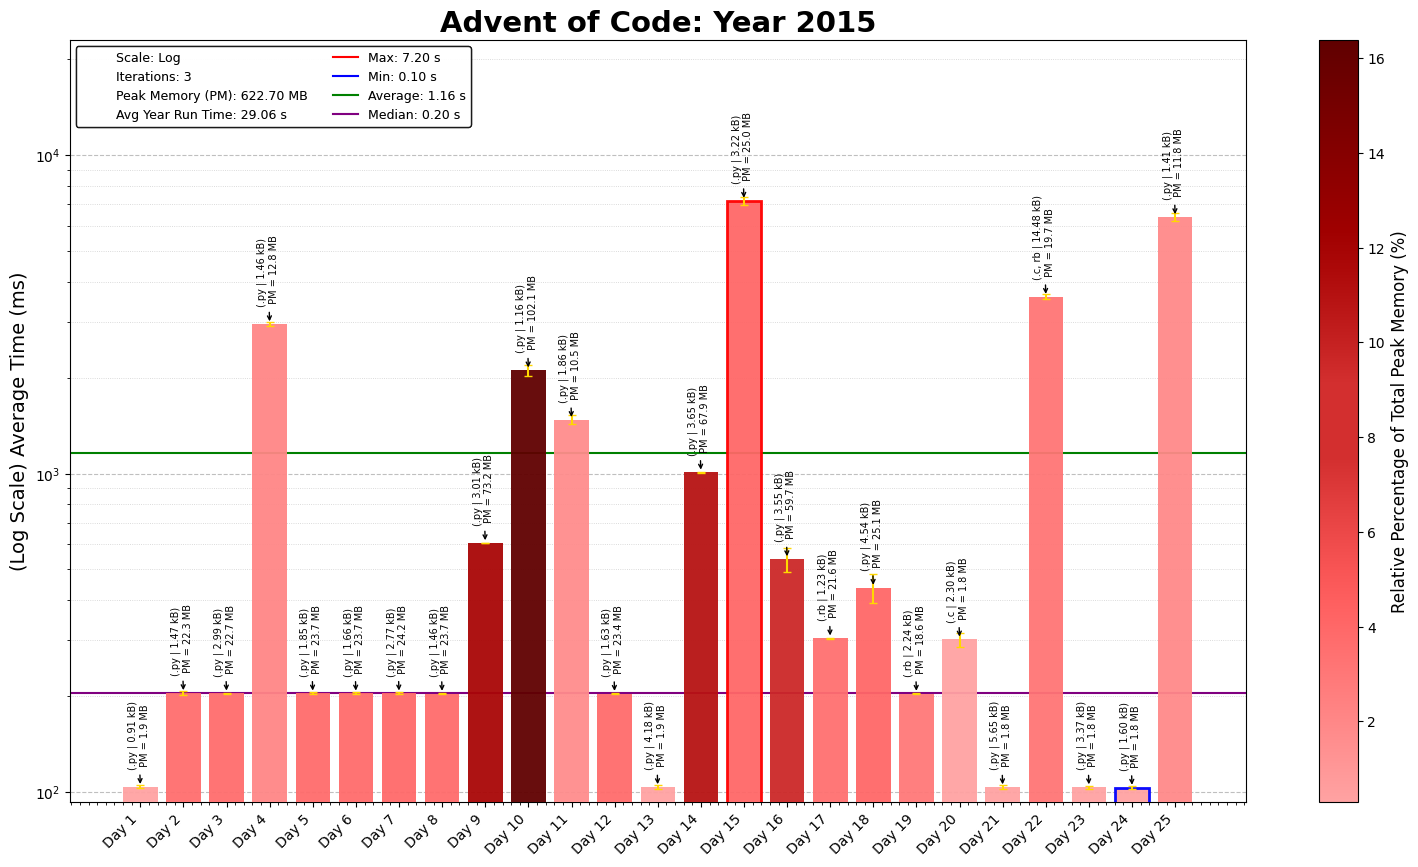 Advent of Code: Year 2015
Scale: Log
Iterations: 3
Peak Memory (PM): 622.70 MB
Avg Year Run Time: 29.06 s
Max: 7.20 s
Min: 0.10 s
Average: 1.16 s
Median: 0.20 s
(Log Scale) Average Time (ms)
10^4
10^3
10^2
(.py | 0.91 kB)
PM = 1.9 MB
(.py | 1.47 kB)
PM = 22.3 MB
(.py | 2.99 kB)
PM = 22.7 MB
(.py | 1.46 kB)
PM = 12.8 MB
(.py | 1.85 kB)
PM = 23.7 MB
(.py | 1.66 kB)
PM = 23.7 MB
(.py | 2.77 kB)
PM = 24.2 MB
(.py | 1.46 kB)
PM = 23.7 MB
(.py | 3.01 kB)
PM = 73.2 MB
(.py | 1.16 kB)
PM = 102.1 MB
(.py | 1.86 kB)
PM = 10.5 MB
(.py | 1.63 kB)
PM = 23.4 MB
(.py | 4.18 kB)
PM = 1.9 MB
(.py | 3.65 kB)
PM = 67.9 MB
(.py | 3.22 kB)
PM = 25.0 MB
(.py | 3.55 kB)
PM = 59.7 MB
(.rb | 1.23 kB)
PM = 21.6 MB
(.py | 4.54 kB)
PM = 25.1 MB
(.rb | 2.24 kB)
PM = 18.6 MB
(.c | 2.30 kB)
PM = 1.8 MB
(.py | 5.65 kB)
PM = 1.8 MB
(.c, rb | 14.48 kB)
PM = 19.7 MB
(.py | 3.37 kB)
PM = 1.8 MB
(.py | 1.60 kB)
PM = 1.8 MB
(.py | 1.41 kB)
PM = 11.8 MB
Day 1
Day 2
Day 3
Day 4
Day 5
Day 6
Day 7
Day 8
Day 9
Day 10
Day 11
Day 12
Day 13
Day 14
Day 15
Day 16
Day 17
Day 18
Day 19
Day 20
Day 21
Day 22
Day 23
Day 24
Day 25
16
14
12
10
8
6
4
2
Relative Percentage of Total Peak Memory (%)